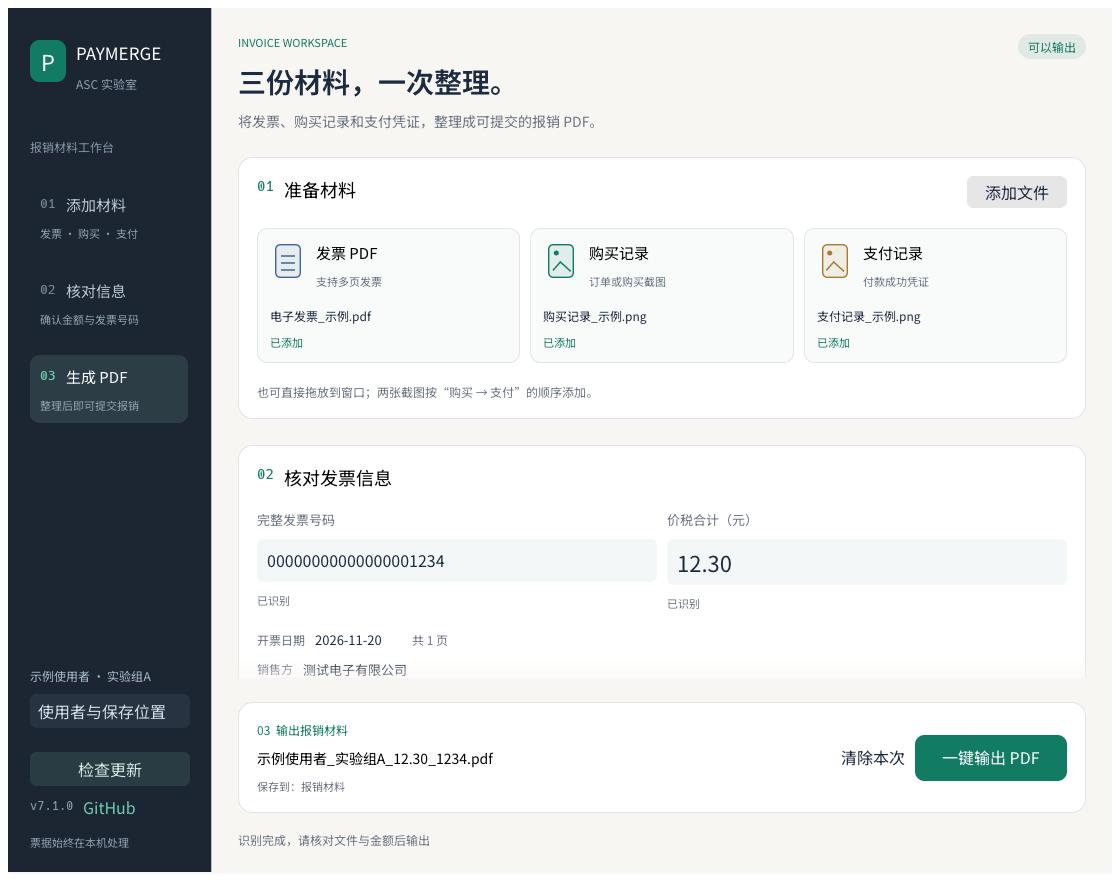 P
PAYMERGE
ASC 实验室
报销材料工作台
01 添加材料
发票 · 购买 · 支付
02 核对信息
确认金额与发票号码
03 生成 PDF
整理后即可提交报销
示例使用者 · 实验组A
使用者与保存位置
检查更新
v7.1.0 GitHub
票据始终在本机处理
INVOICE WORKSPACE
可以输出
三份材料，一次整理。
将发票、购买记录和支付凭证，整理成可提交的报销 PDF。
01 准备材料
添加文件
发票 PDF
支持多页发票
电子发票_示例.pdf
已添加
购买记录
订单或购买截图
购买记录_示例.png
已添加
支付记录
付款成功凭证
支付记录_示例.png
已添加
也可直接拖放到窗口；两张截图按“购买 → 支付”的顺序添加。
02 核对发票信息
完整发票号码
00000000000000001234
已识别
价税合计（元）
12.30
已识别
开票日期 2026-11-20 共 1 页
销售方 测试电子有限公司
03 输出报销材料
示例使用者_实验组A_12.30_1234.pdf
保存到：报销材料
清除本次
一键输出 PDF
识别完成，请核对文件与金额后输出